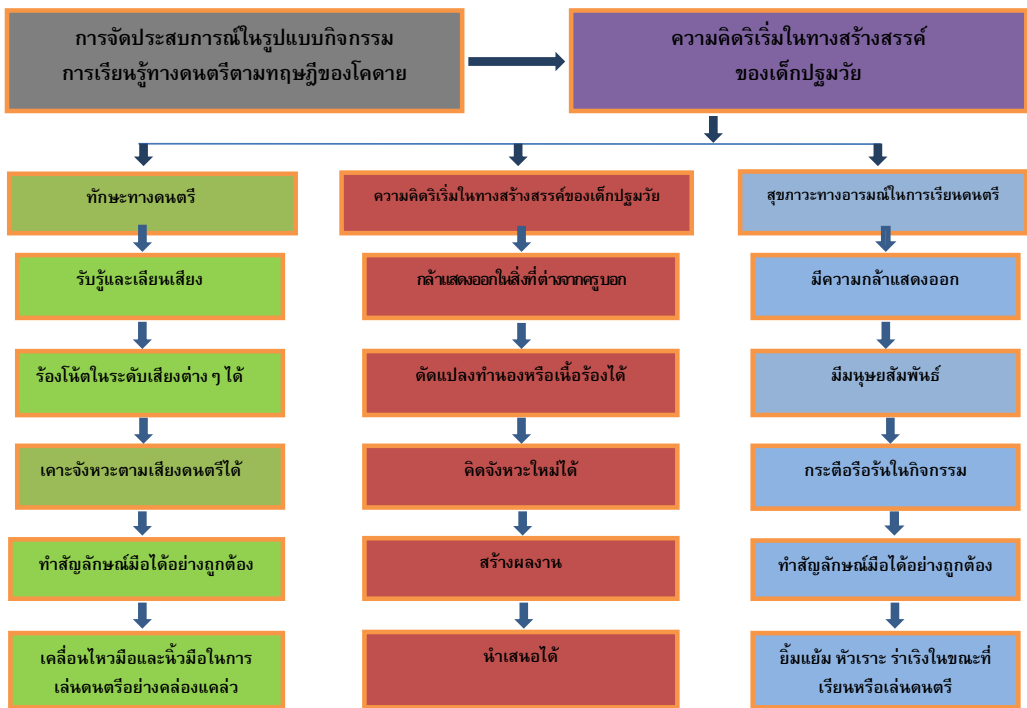 การจัดประสบการณ์ในรูปแบบกิจกรรม
การเรียนรู้ทางดนตรีตามทฤษฎีของโคดาย
ความคิดริเริ่มในทางสร้างสรรค์
ของเด็กปฐมวัย
ทักษะทางดนตรี
รับรู้และเลียนเสียง
ร้องโน้ตในระดับเสียงต่าง ๆ ได้
เคาะจังหวะตามเสียงดนตรีได้
ทำสัญลักษณ์มือได้อย่างถูกต้อง
เคลื่อนไหวมือและนิ้วมือในการ
เล่นดนตรีอย่างคล่องแคล่ว
ความคิดริเริ่มในทางสร้างสรรค์ของเด็กปฐมวัย
กล้าแสดงออกในสิ่งที่ต่างจากครูบอก
ดัดแปลงทำนองหรือเนื้อร้องได้
คิดจังหวะใหม่ได้
สร้างผลงาน
นำเสนอได้
สุขภาวะทางอารมณ์ในการเรียนดนตรี
มีความกล้าแสดงออก
มีมนุษยสัมพันธ์
กระตือรือร้นในกิจกรรม
ทำสัญลักษณ์มือได้อย่างถูกต้อง
ยิ้มแย้ม หัวเราะ ร่าเริงในขณะที่
เรียนหรือเล่นดนตรี